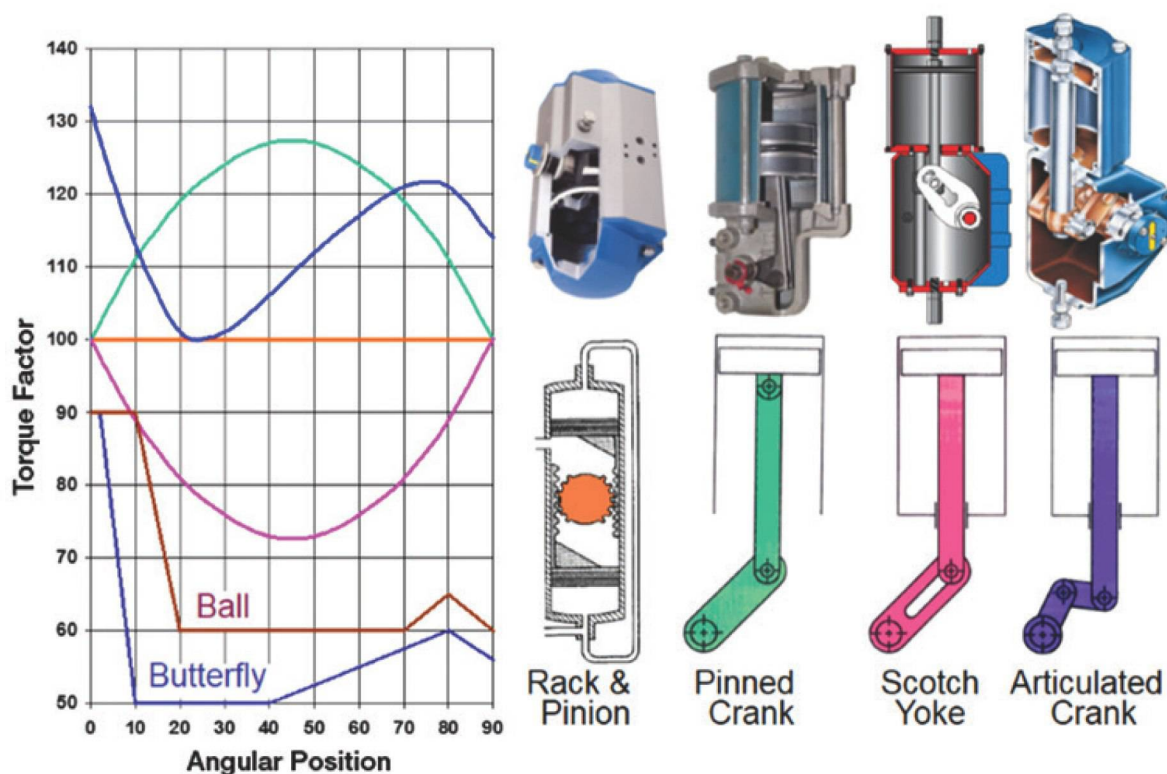 140
130
120
110
100
90
80
70
60
50
Torque Factor
0 10 20 30 40 50 60 70 80 90
Angular Position
Ball
Butterfly
Rack &
Pinion
Pinned
Crank
Scotch
Yoke
Articulated
Crank